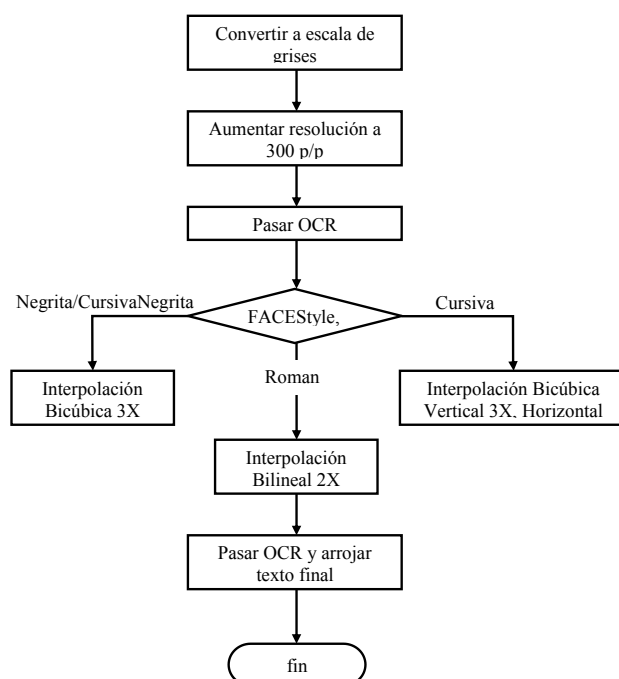 Convertir a escala de
grises
Aumentar resolución a
300 p/p
Pasar OCR
Negrita/CursivaNegrita
FACEStyle,
Cursiva
Roman
Interpolación
Bicúbica 3X
Interpolación Bicúbica
Vertical 3X, Horizontal
Interpolación
Bilineal 2X
Pasar OCR y arrojar
texto final
fin